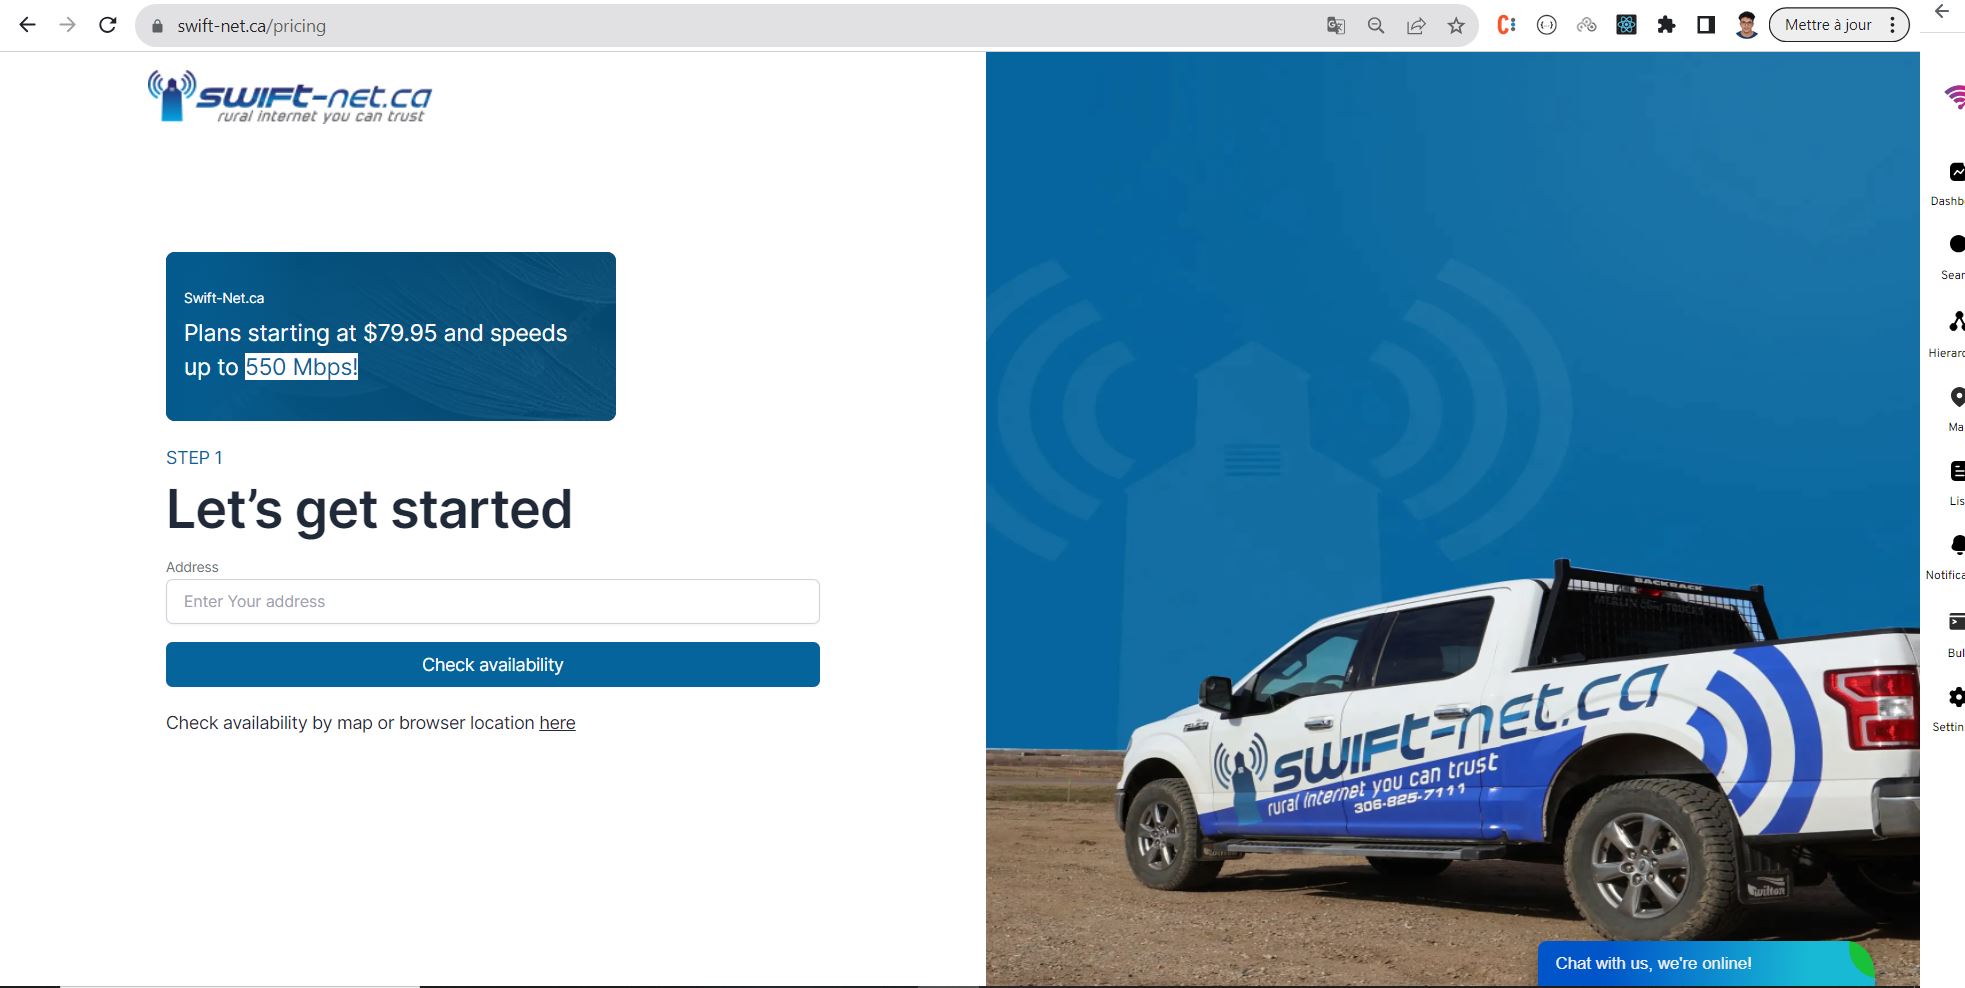 swift-net.ca/pricing
Mettre à jour
swift-net.ca
rural internet you can trust
Swift-Net.ca
Plans starting at $79.95 and speeds
up to 550 Mbps!
STEP 1
Let’s get started
Address
Enter Your address
Check availability
Check availability by map or browser location here
BACKRACK
swift-net.ca
rural internet you can trust
306-825-7111
wilton
Chat with us, we're online!
Dashb
Sear
Hierarc
Ma
Lis
Notifica
Bul
Settin